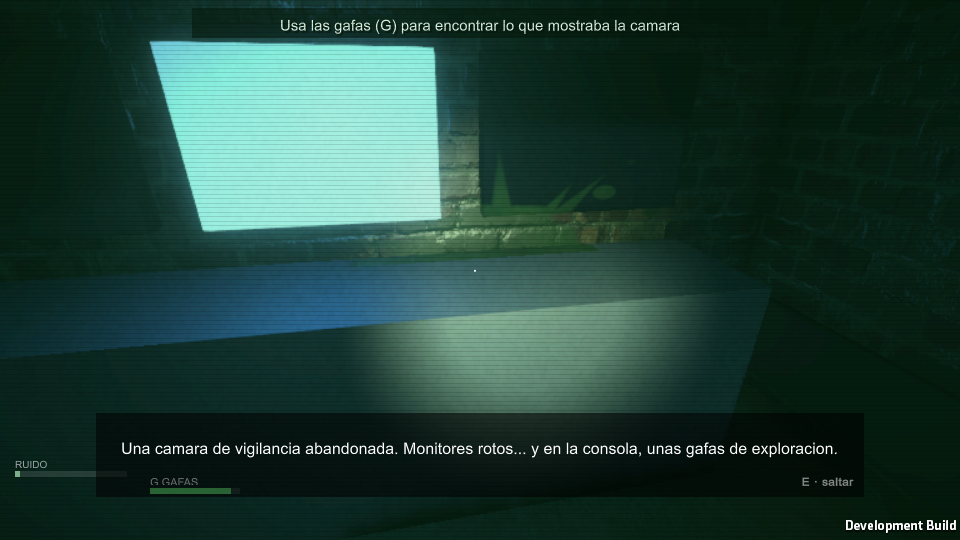 Usa las gafas (G) para encontrar lo que mostraba la camara
Una camara de vigilancia abandonada. Monitores rotos... y en la consola, unas gafas de exploracion.
RUIDO
G GAFAS
E · saltar
Development Build